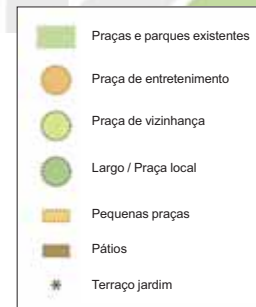 Praças e parques existentes
Praça de entretenimento
Praça de vizinhança
Largo / Praça local
Pequenas praças
Pátios
Terraço jardim